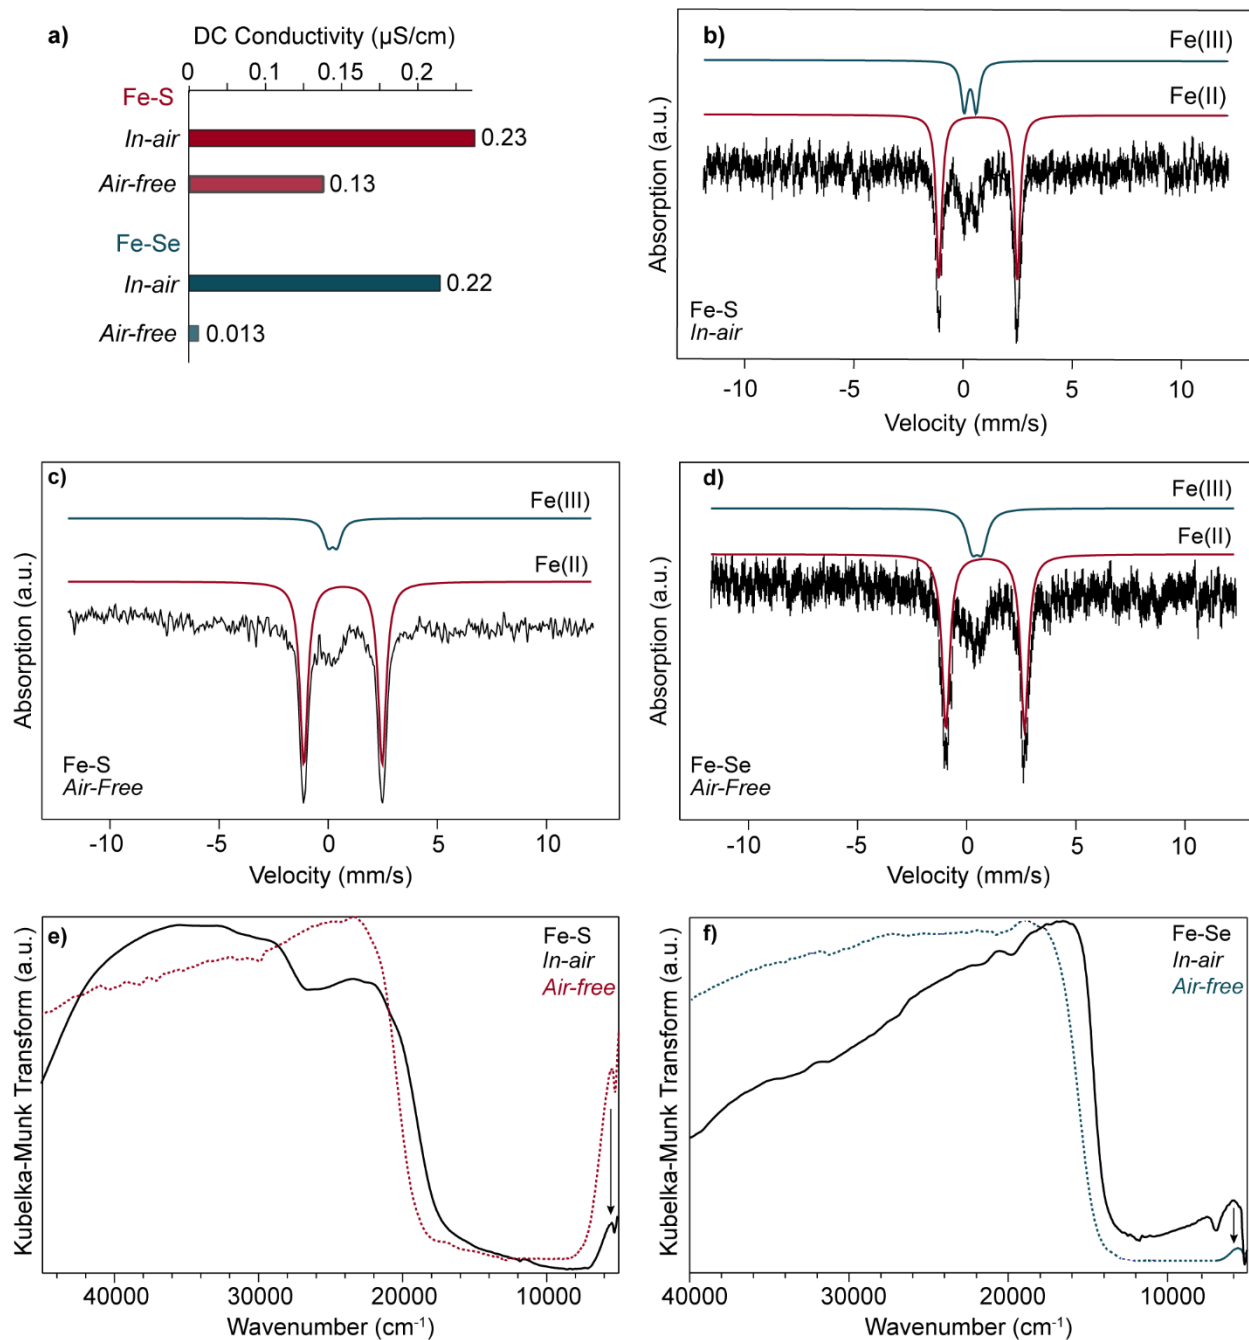 a)
DC Conductivity (µS/cm)
0 0.1 0.15 0.2
Fe-S
In-air 0.23
Air-free 0.13
Fe-Se
In-air 0.22
Air-free 0.013
b)
Fe(III)
Fe(II)
Absorption (a.u.)
Fe-S
In-air
-10 -5 0 5 10
Velocity (mm/s)
c)
Fe(III)
Fe(II)
Absorption (a.u.)
Fe-S
Air-Free
-10 -5 0 5 10
Velocity (mm/s)
d)
Fe(III)
Fe(II)
Absorption (a.u.)
Fe-Se
Air-Free
-10 -5 0 5 10
Velocity (mm/s)
e)
Fe-S
In-air
Air-free
Kubelka-Munk Transform (a.u.)
40000 30000 20000 10000
Wavenumber (cm⁻¹)
f)
Fe-Se
In-air
Air-free
Kubelka-Munk Transform (a.u.)
40000 30000 20000 10000
Wavenumber (cm⁻¹)